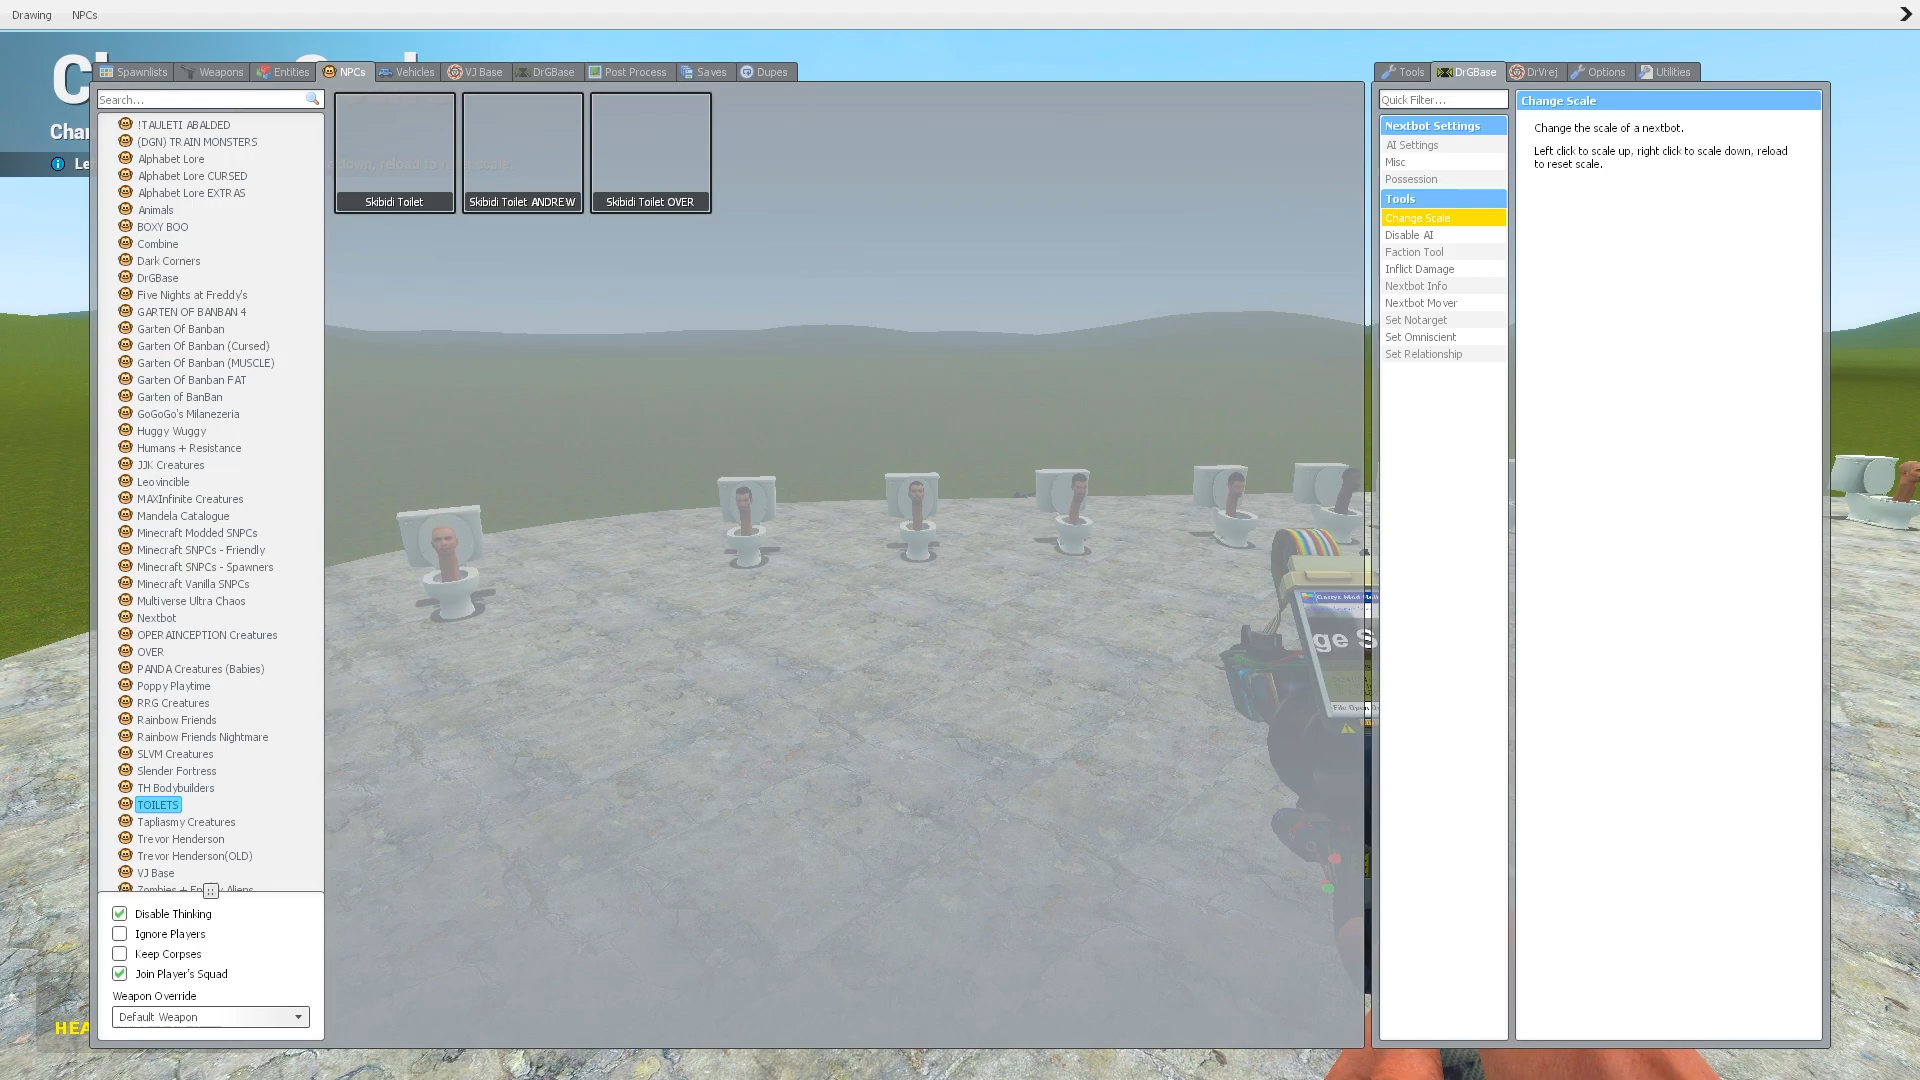 Drawing NPCs
Spawnlists Weapons Entities NPCs Vehicles VJ Base DrGBase Post Process Saves Dupes
Search...
!TAULETI ABALDED
(DGN) TRAIN MONSTERS
Alphabet Lore
Alphabet Lore CURSED
Alphabet Lore EXTRAS
Animals
BOXY BOO
Combine
Dark Corners
DrGBase
Five Nights at Freddy's
GARTEN OF BANBAN 4
Garten Of Banban
Garten Of Banban (Cursed)
Garten Of Banban (MUSCLE)
Garten Of Banban FAT
Garten of BanBan
GoGoGo's Milanezeria
Huggy Wuggy
Humans + Resistance
JJK Creatures
Leovincible
MAXInfinite Creatures
Mandela Catalogue
Minecraft Modded SNPCs
Minecraft SNPCs - Friendly
Minecraft SNPCs - Spawners
Minecraft Vanilla SNPCs
Multiverse Ultra Chaos
Nextbot
OPERAINCEPTION Creatures
OVER
PANDA Creatures (Babies)
Poppy Playtime
RRG Creatures
Rainbow Friends
Rainbow Friends Nightmare
SLVM Creatures
Slender Fortress
TH Bodybuilders
TOILETS
Tapliasmy Creatures
Trevor Henderson
Trevor Henderson(OLD)
VJ Base
Zombies + Aliens
Disable Thinking
Ignore Players
Keep Corpses
Join Player's Squad
Weapon Override
Default Weapon
Skibidi Toilet
Skibidi Toilet ANDREW
Skibidi Toilet OVER
down, reload to
ge S
Char
Le
HEA
Tools DrGBase DrVrej Options Utilities
Quick Filter...
Nextbot Settings
AI Settings
Misc
Possession
Tools
Change Scale
Disable AI
Faction Tool
Inflict Damage
Nextbot Info
Nextbot Mover
Set Notarget
Set Omniscient
Set Relationship
Change Scale
Change the scale of a nextbot.
Left click to scale up, right click to scale down, reload
to reset scale.